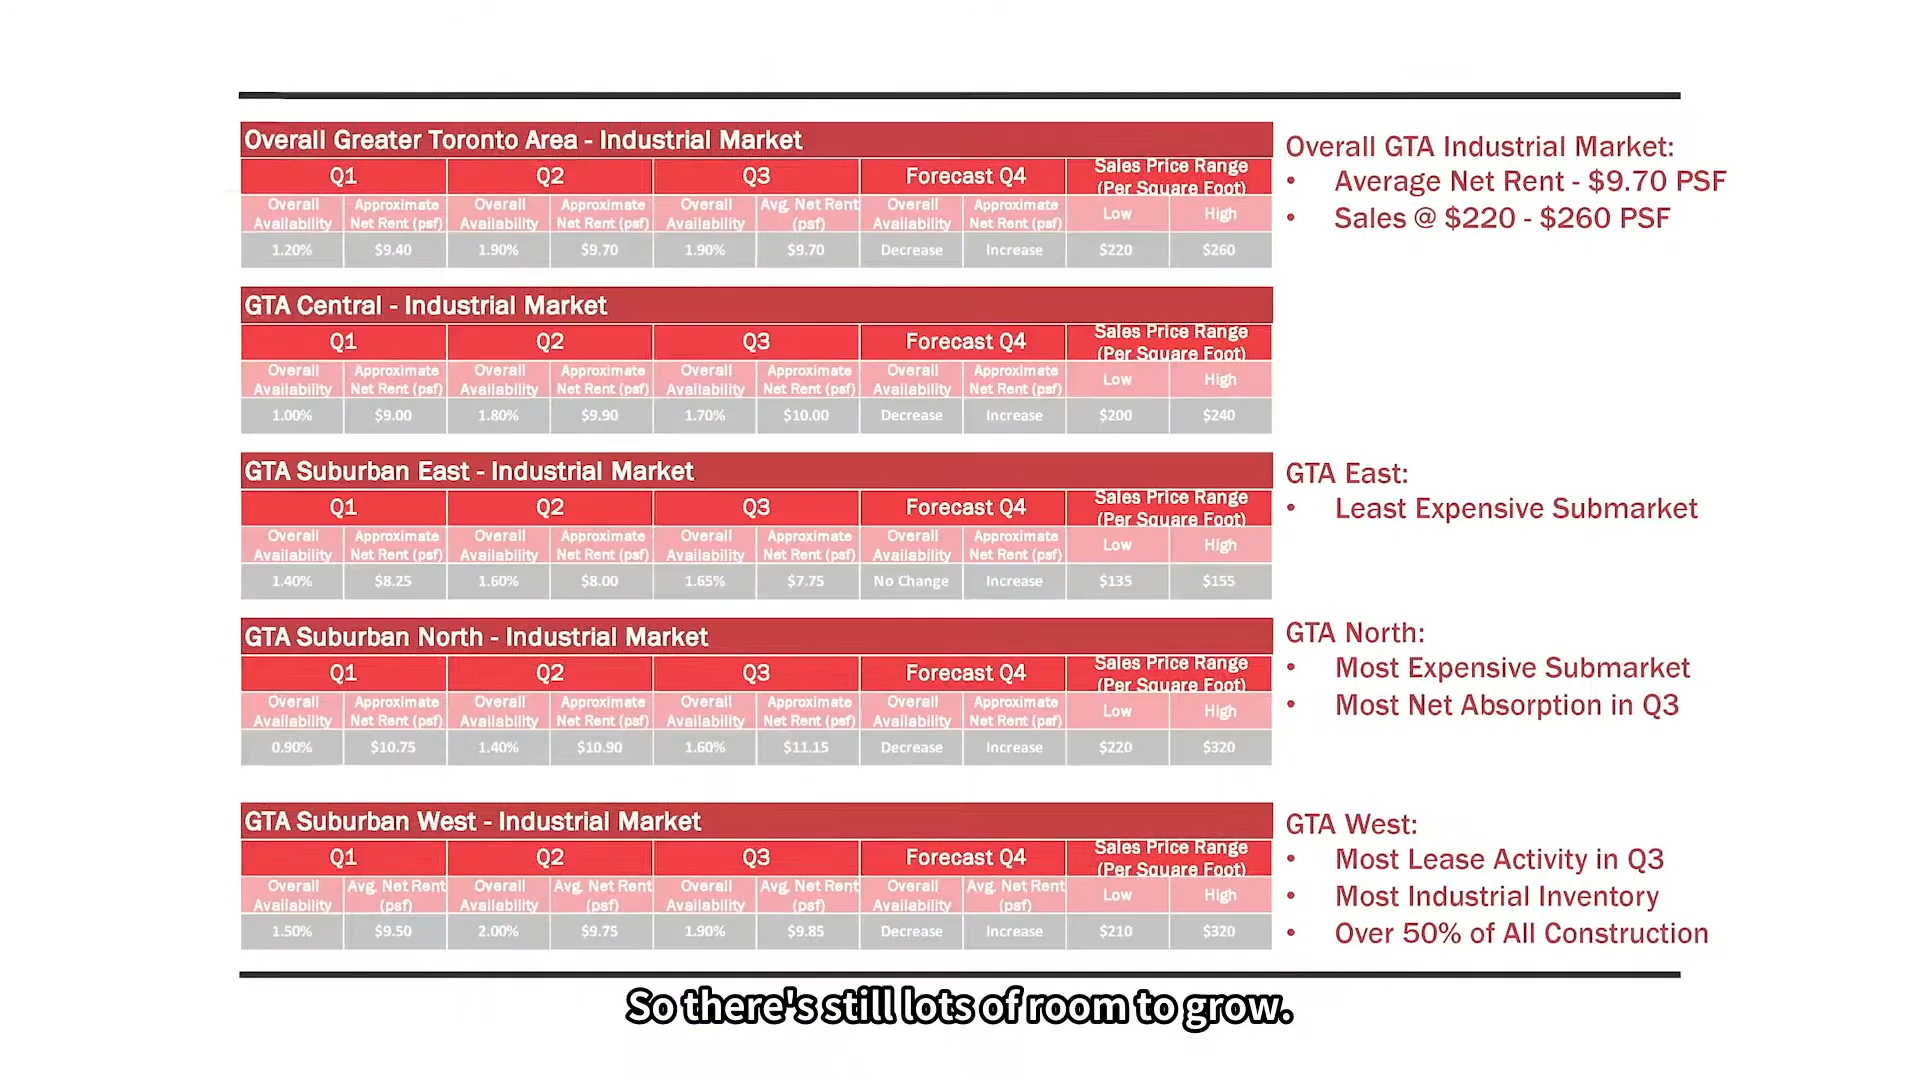 Overall Greater Toronto Area - Industrial Market
Q1 Q2 Q3 Forecast Q4 Sales Price Range
(Per Square Foot)
Overall Approximate Overall Approximate Overall Avg. Net Rent Overall Approximate Low High
Availability Net Rent (psf) Availability Net Rent (psf) Availability (psf) Availability Net Rent (psf)
1.20% $9.40 1.90% $9.70 1.90% $9.70 Decrease Increase $220 $260
Overall GTA Industrial Market:
• Average Net Rent - $9.70 PSF
• Sales @ $220 - $260 PSF
GTA Central - Industrial Market
Q1 Q2 Q3 Forecast Q4 Sales Price Range
(Per Square Foot)
Overall Approximate Overall Approximate Overall Approximate Overall Approximate Low High
Availability Net Rent (psf) Availability Net Rent (psf) Availability Net Rent (psf) Availability Net Rent (psf)
1.00% $9.00 1.80% $9.90 1.70% $10.00 Decrease Increase $200 $240
GTA Suburban East - Industrial Market
Q1 Q2 Q3 Forecast Q4 Sales Price Range
(Per Square Foot)
Overall Approximate Overall Approximate Overall Approximate Overall Approximate Low High
Availability Net Rent (psf) Availability Net Rent (psf) Availability Net Rent (psf) Availability Net Rent (psf)
1.40% $8.25 1.60% $8.00 1.65% $7.75 No Change Increase $135 $155
GTA East:
• Least Expensive Submarket
GTA Suburban North - Industrial Market
Q1 Q2 Q3 Forecast Q4 Sales Price Range
(Per Square Foot)
Overall Approximate Overall Approximate Overall Approximate Overall Approximate Low High
Availability Net Rent (psf) Availability Net Rent (psf) Availability Net Rent (psf) Availability Net Rent (psf)
0.90% $10.75 1.40% $10.90 1.60% $11.15 Decrease Increase $220 $320
GTA North:
• Most Expensive Submarket
• Most Net Absorption in Q3
GTA Suburban West - Industrial Market
Q1 Q2 Q3 Forecast Q4 Sales Price Range
(Per Square Foot)
Overall Avg. Net Rent Overall Avg. Net Rent Overall Avg. Net Rent Overall Avg. Net Rent Low High
Availability (psf) Availability (psf) Availability (psf) Availability (psf)
1.50% $9.50 2.00% $9.75 1.90% $9.85 Decrease Increase $210 $320
GTA West:
• Most Lease Activity in Q3
• Most Industrial Inventory
• Over 50% of All Construction
So there's still lots of room to grow.